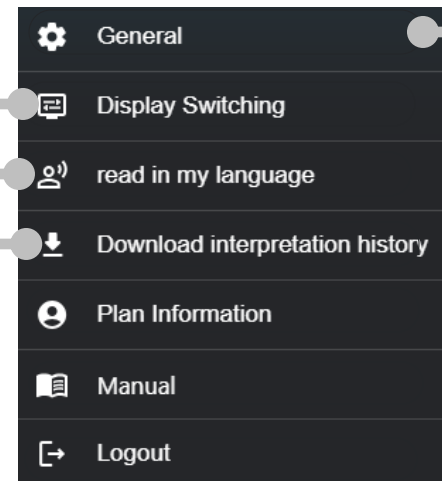 General
Display Switching
read in my language
Download interpretation history
Plan Information
Manual
Logout